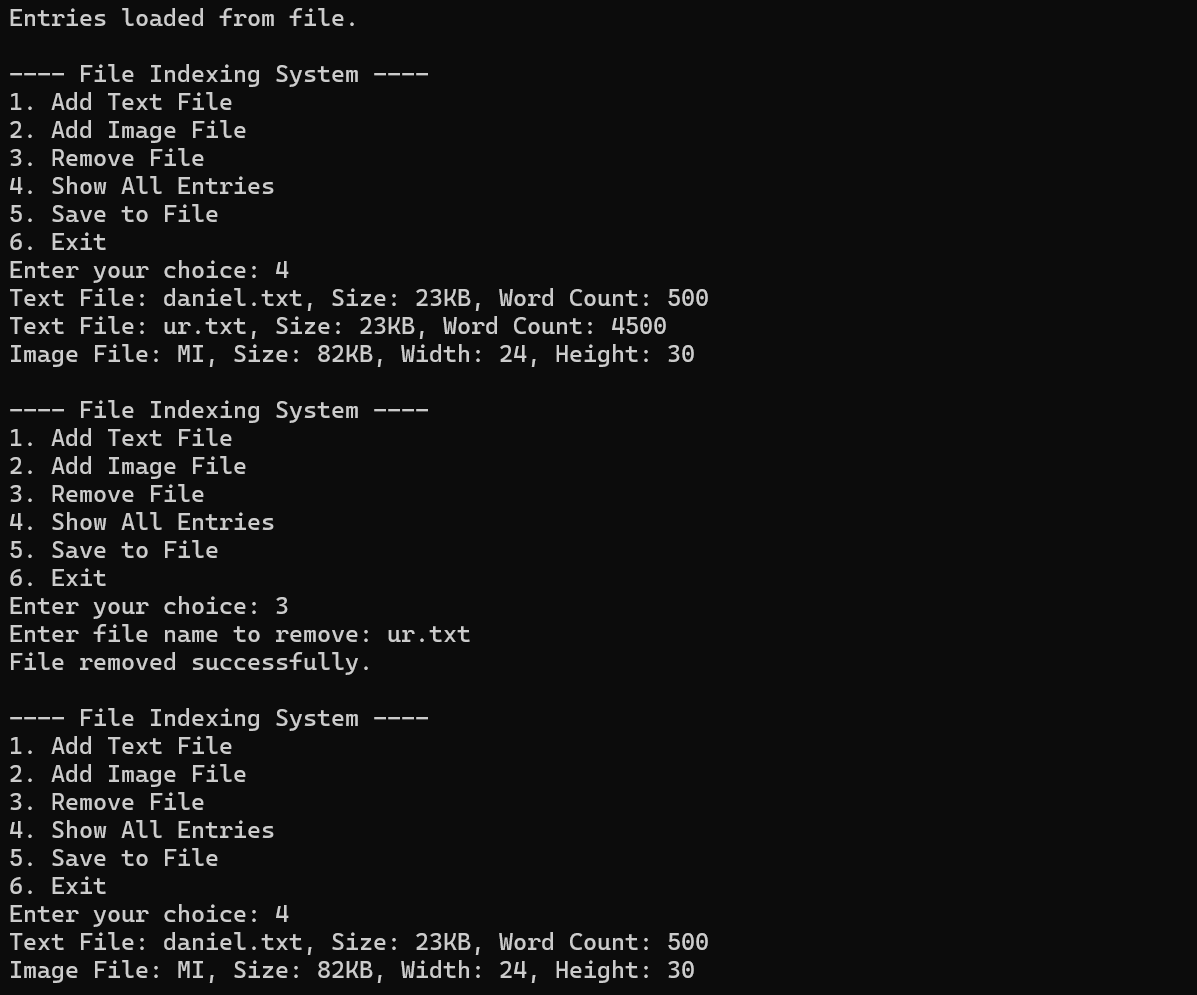 Entries loaded from file.

---- File Indexing System ----
1. Add Text File
2. Add Image File
3. Remove File
4. Show All Entries
5. Save to File
6. Exit
Enter your choice: 4
Text File: daniel.txt, Size: 23KB, Word Count: 500
Text File: ur.txt, Size: 23KB, Word Count: 4500
Image File: MI, Size: 82KB, Width: 24, Height: 30

---- File Indexing System ----
1. Add Text File
2. Add Image File
3. Remove File
4. Show All Entries
5. Save to File
6. Exit
Enter your choice: 3
Enter file name to remove: ur.txt
File removed successfully.

---- File Indexing System ----
1. Add Text File
2. Add Image File
3. Remove File
4. Show All Entries
5. Save to File
6. Exit
Enter your choice: 4
Text File: daniel.txt, Size: 23KB, Word Count: 500
Image File: MI, Size: 82KB, Width: 24, Height: 30